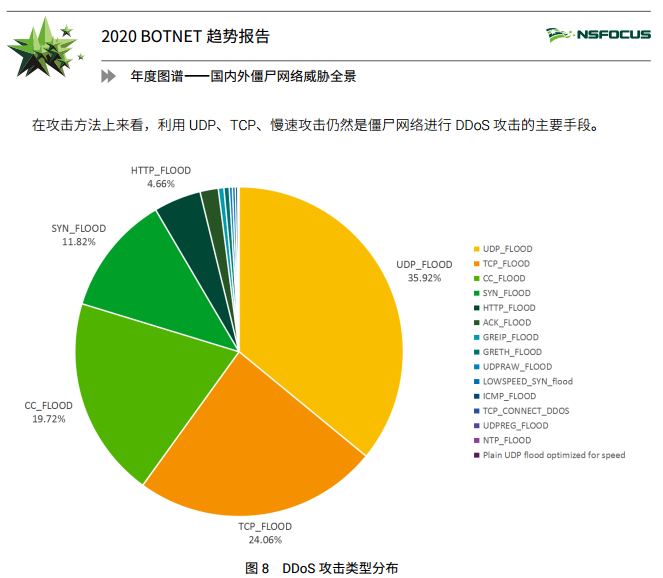 2020 BOTNET 趋势报告
NSFOCUS
年度图谱——国内外僵尸网络威胁全景
在攻击方法上来看，利用 UDP、TCP、慢速攻击仍然是僵尸网络进行 DDoS 攻击的主要手段。
HTTP_FLOOD
4.66%
SYN_FLOOD
11.82%
UDP_FLOOD
35.92%
CC_FLOOD
19.72%
TCP_FLOOD
24.06%
UDP_FLOOD
TCP_FLOOD
CC_FLOOD
SYN_FLOOD
HTTP_FLOOD
ACK_FLOOD
GREIP_FLOOD
GRETH_FLOOD
UDPRAW_FLOOD
LOWSPEED_SYN_flood
ICMP_FLOOD
TCP_CONNECT_DDOS
UDPREG_FLOOD
NTP_FLOOD
Plain UDP flood optimized for speed
图 8 DDoS 攻击类型分布